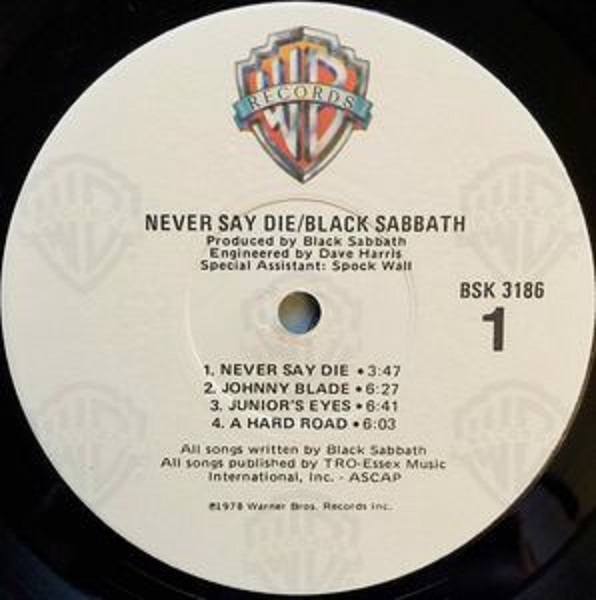 RECORDS
NEVER SAY DIE/BLACK SABBATH
Produced by Black Sabbath
Engineered by Dave Harris
Special Assistant: Spock Wall
BSK 3186
1
1. NEVER SAY DIE • 3:47
2. JOHNNY BLADE • 6:27
3. JUNIOR'S EYES • 6:41
4. A HARD ROAD • 6:03
All songs written by Black Sabbath
All songs published by TRO-Essex Music
International, Inc. - ASCAP
℗1978 Warner Bros. Records Inc.